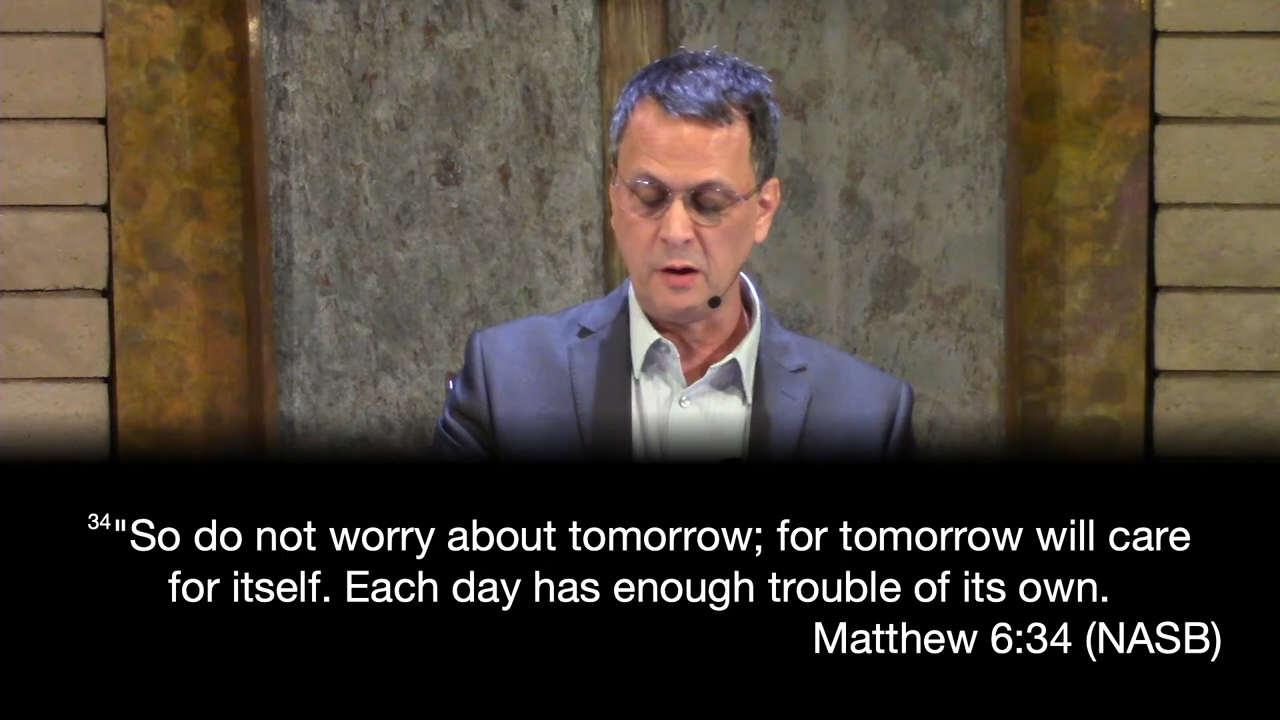 34"So do not worry about tomorrow; for tomorrow will care
for itself. Each day has enough trouble of its own.
Matthew 6:34 (NASB)